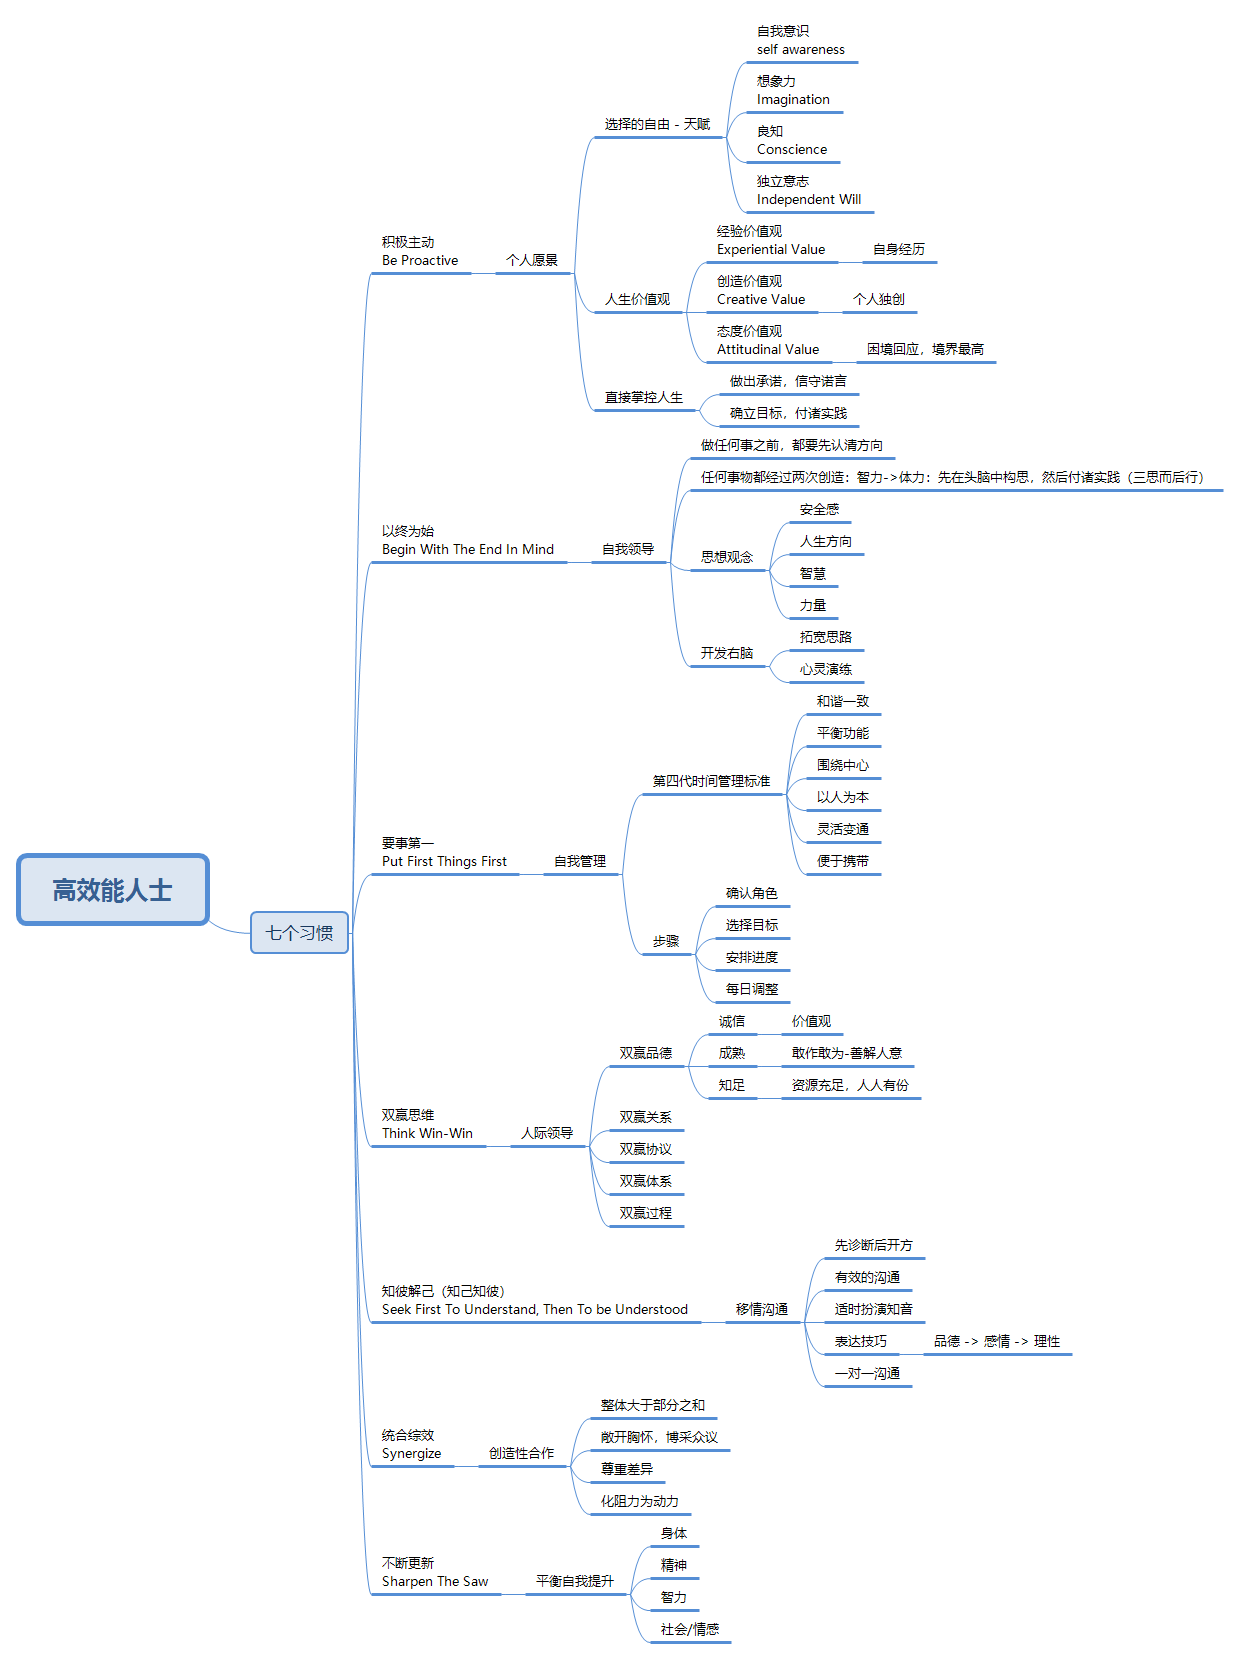 高效能人士
七个习惯
积极主动
Be Proactive
个人愿景
选择的自由 - 天赋
自我意识
self awareness
想象力
Imagination
良知
Conscience
独立意志
Independent Will
人生价值观
经验价值观
Experiential Value
自身经历
创造价值观
Creative Value
个人独创
态度价值观
Attitudinal Value
困境回应，境界最高
直接掌控人生
做出承诺，信守诺言
确立目标，付诸实践
以终为始
Begin With The End In Mind
自我领导
做任何事之前，都要先认清方向
任何事物都经过两次创造：智力->体力：先在头脑中构思，然后付诸实践（三思而后行）
思想观念
安全感
人生方向
智慧
力量
开发右脑
拓宽思路
心灵演练
要事第一
Put First Things First
自我管理
第四代时间管理标准
和谐一致
平衡功能
围绕中心
以人为本
灵活变通
便于携带
步骤
确认角色
选择目标
安排进度
每日调整
双赢思维
Think Win-Win
人际领导
双赢品德
诚信
价值观
成熟
敢作敢为-善解人意
知足
资源充足，人人有份
双赢关系
双赢协议
双赢体系
双赢过程
知彼解己（知己知彼）
Seek First To Understand, Then To be Understood
移情沟通
先诊断后开方
有效的沟通
适时扮演知音
表达技巧
品德 -> 感情 -> 理性
一对一沟通
统合综效
Synergize
创造性合作
整体大于部分之和
敞开胸怀，博采众议
尊重差异
化阻力为动力
不断更新
Sharpen The Saw
平衡自我提升
身体
精神
智力
社会/情感